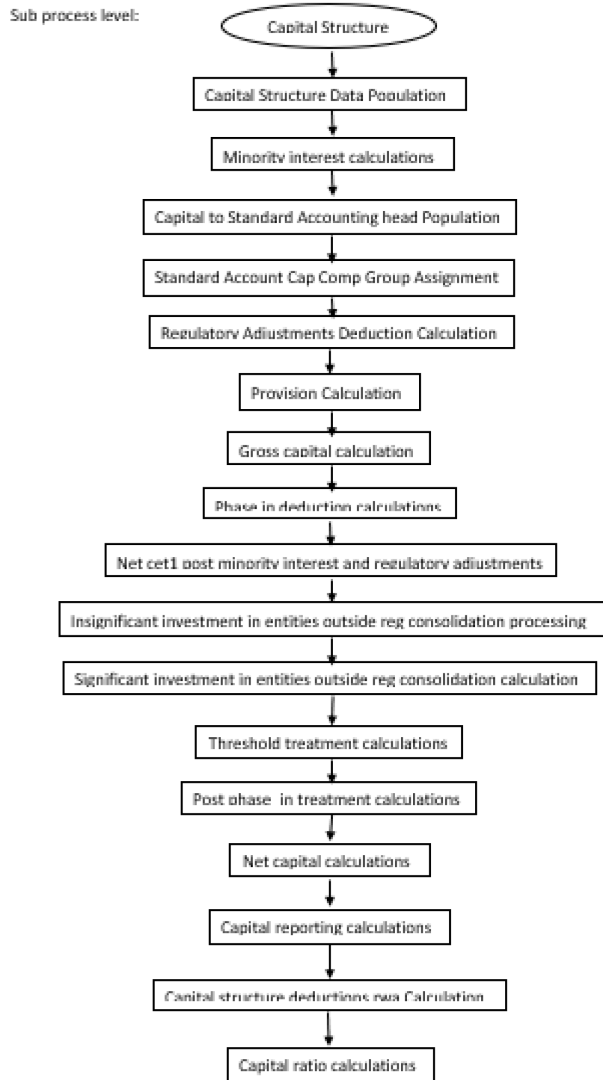 Sub process level:
Capital Structure
Capital Structure Data Population
Minority interest calculations
Capital to Standard Accounting head Population
Standard Account Cap Comp Group Assignment
Regulatory Adjustments Deduction Calculation
Provision Calculation
Gross capital calculation
Phase in deduction calculations
Net cet1 post minority interest and regulatory adjustments
Insignificant investment in entities outside reg consolidation processing
Significant investment in entities outside reg consolidation calculation
Threshold treatment calculations
Post phase in treatment calculations
Net capital calculations
Capital reporting calculations
Capital structure deductions rwa Calculation
Capital ratio calculations